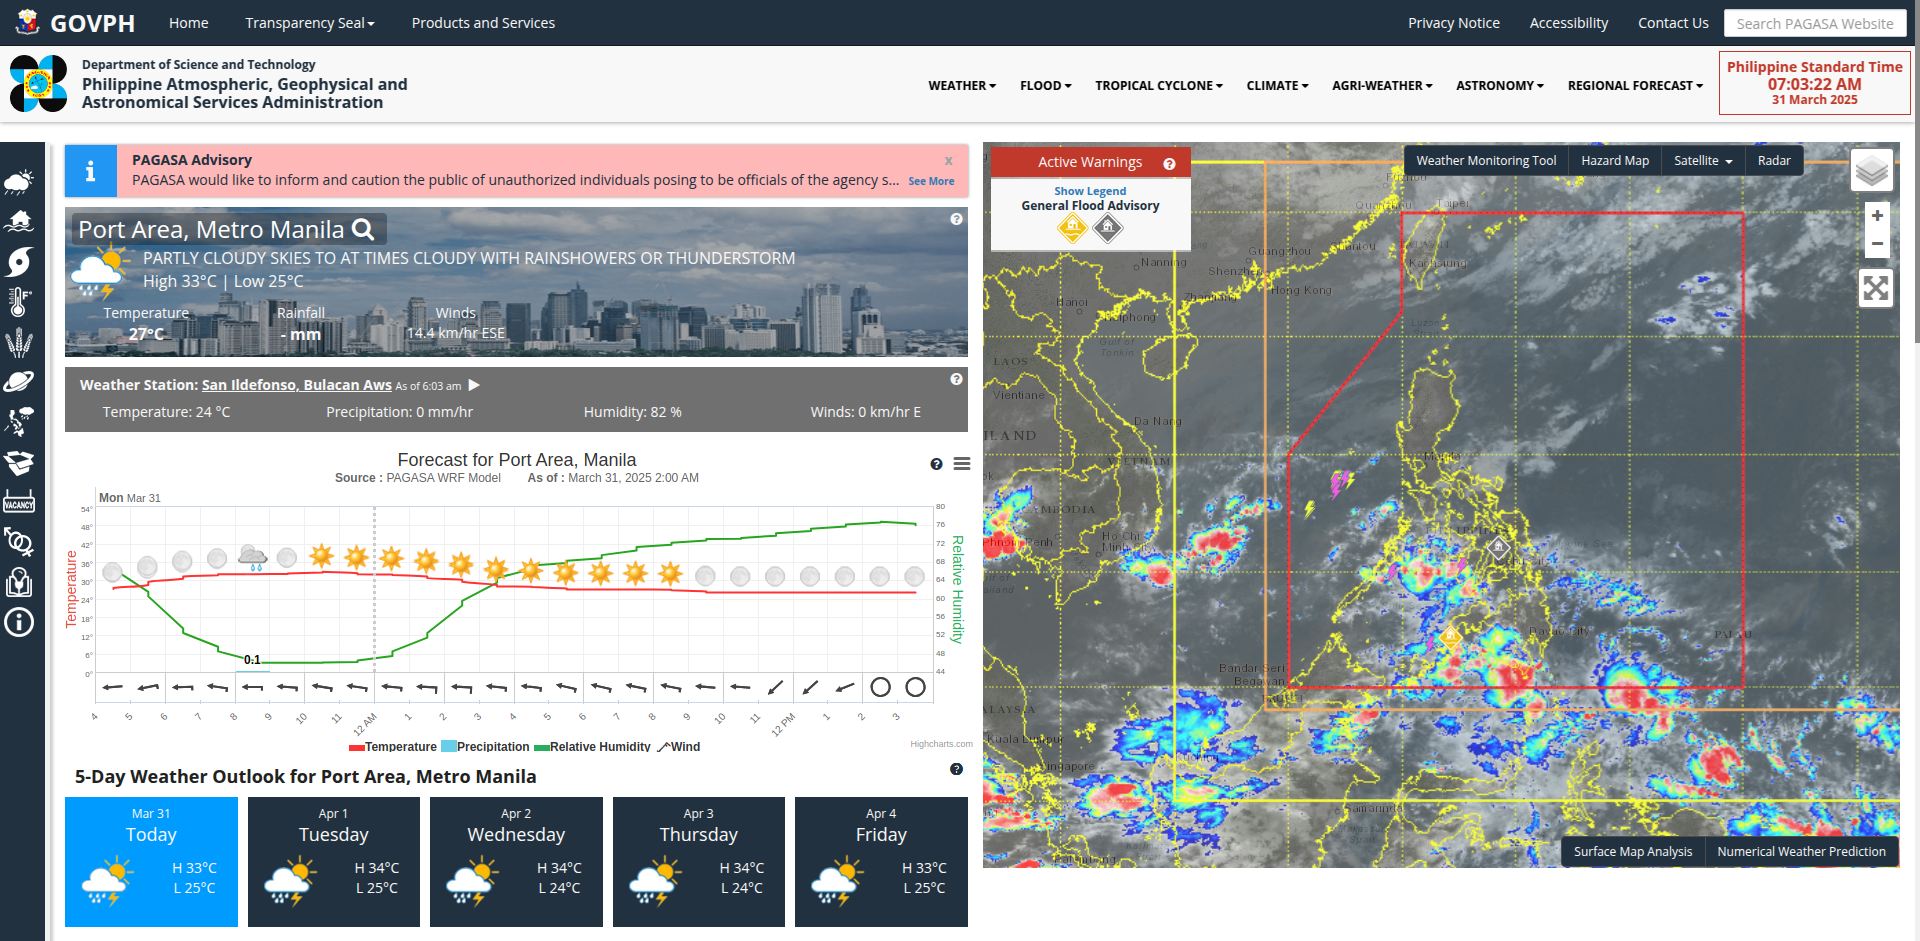 GOVPH
Home
Transparency Seal
Products and Services
Privacy Notice
Accessibility
Contact Us
Search PAGASA Website
Department of Science and Technology
Philippine Atmospheric, Geophysical and
Astronomical Services Administration
WEATHER
FLOOD
TROPICAL CYCLONE
CLIMATE
AGRI-WEATHER
ASTRONOMY
REGIONAL FORECAST
Philippine Standard Time
07:03:22 AM
31 March 2025
PAGASA Advisory
x
PAGASA would like to inform and caution the public of unauthorized individuals posing to be officials of the agency s...
See More
Port Area, Metro Manila
PARTLY CLOUDY SKIES TO AT TIMES CLOUDY WITH RAINSHOWERS OR THUNDERSTORM
High 33°C | Low 25°C
Temperature
Rainfall
Winds
27°C
- mm
14.4 km/hr ESE
Weather Station: San Ildefonso, Bulacan Aws As of 6:03 am
Temperature: 24 °C
Precipitation: 0 mm/hr
Humidity: 82 %
Winds: 0 km/hr E
Forecast for Port Area, Manila
Source : PAGASA WRF Model As of : March 31, 2025 2:00 AM
Mon Mar 31
Temperature
54°
48°
42°
36°
30°
24°
18°
12°
6°
0°
80
76
72
68
64
60
56
52
48
44
Relative Humidity
0.1
4 5 6 7 8 9 10 11 12 AM 1 2 3 4 5 6 7 8 9 10 11 12 PM 1 2 3
Temperature Precipitation Relative Humidity Wind
Highcharts.com
5-Day Weather Outlook for Port Area, Metro Manila
Mar 31
Today
H 33°C
L 25°C
Apr 1
Tuesday
H 34°C
L 25°C
Apr 2
Wednesday
H 34°C
L 24°C
Apr 3
Thursday
H 34°C
L 24°C
Apr 4
Friday
H 33°C
L 25°C
VACANCY
Active Warnings
Show Legend
General Flood Advisory
Weather Monitoring Tool
Hazard Map
Satellite
Radar
+
−
Taipei
Guangzhou
Nanning
Shenzhen
Hong Kong
Kaohsiung
Hanoi
Haiphong
Gulf of
Tonkin
LAOS
Vientiane
Da Nang
VIETNAM
Ho Chi
Minh
Luzon
Manila
Davao City
PALAU
Bandar Seri
Begawan
Kuala Lumpur
Singapore
Samarinda
Palembang
Surface Map Analysis
Numerical Weather Prediction